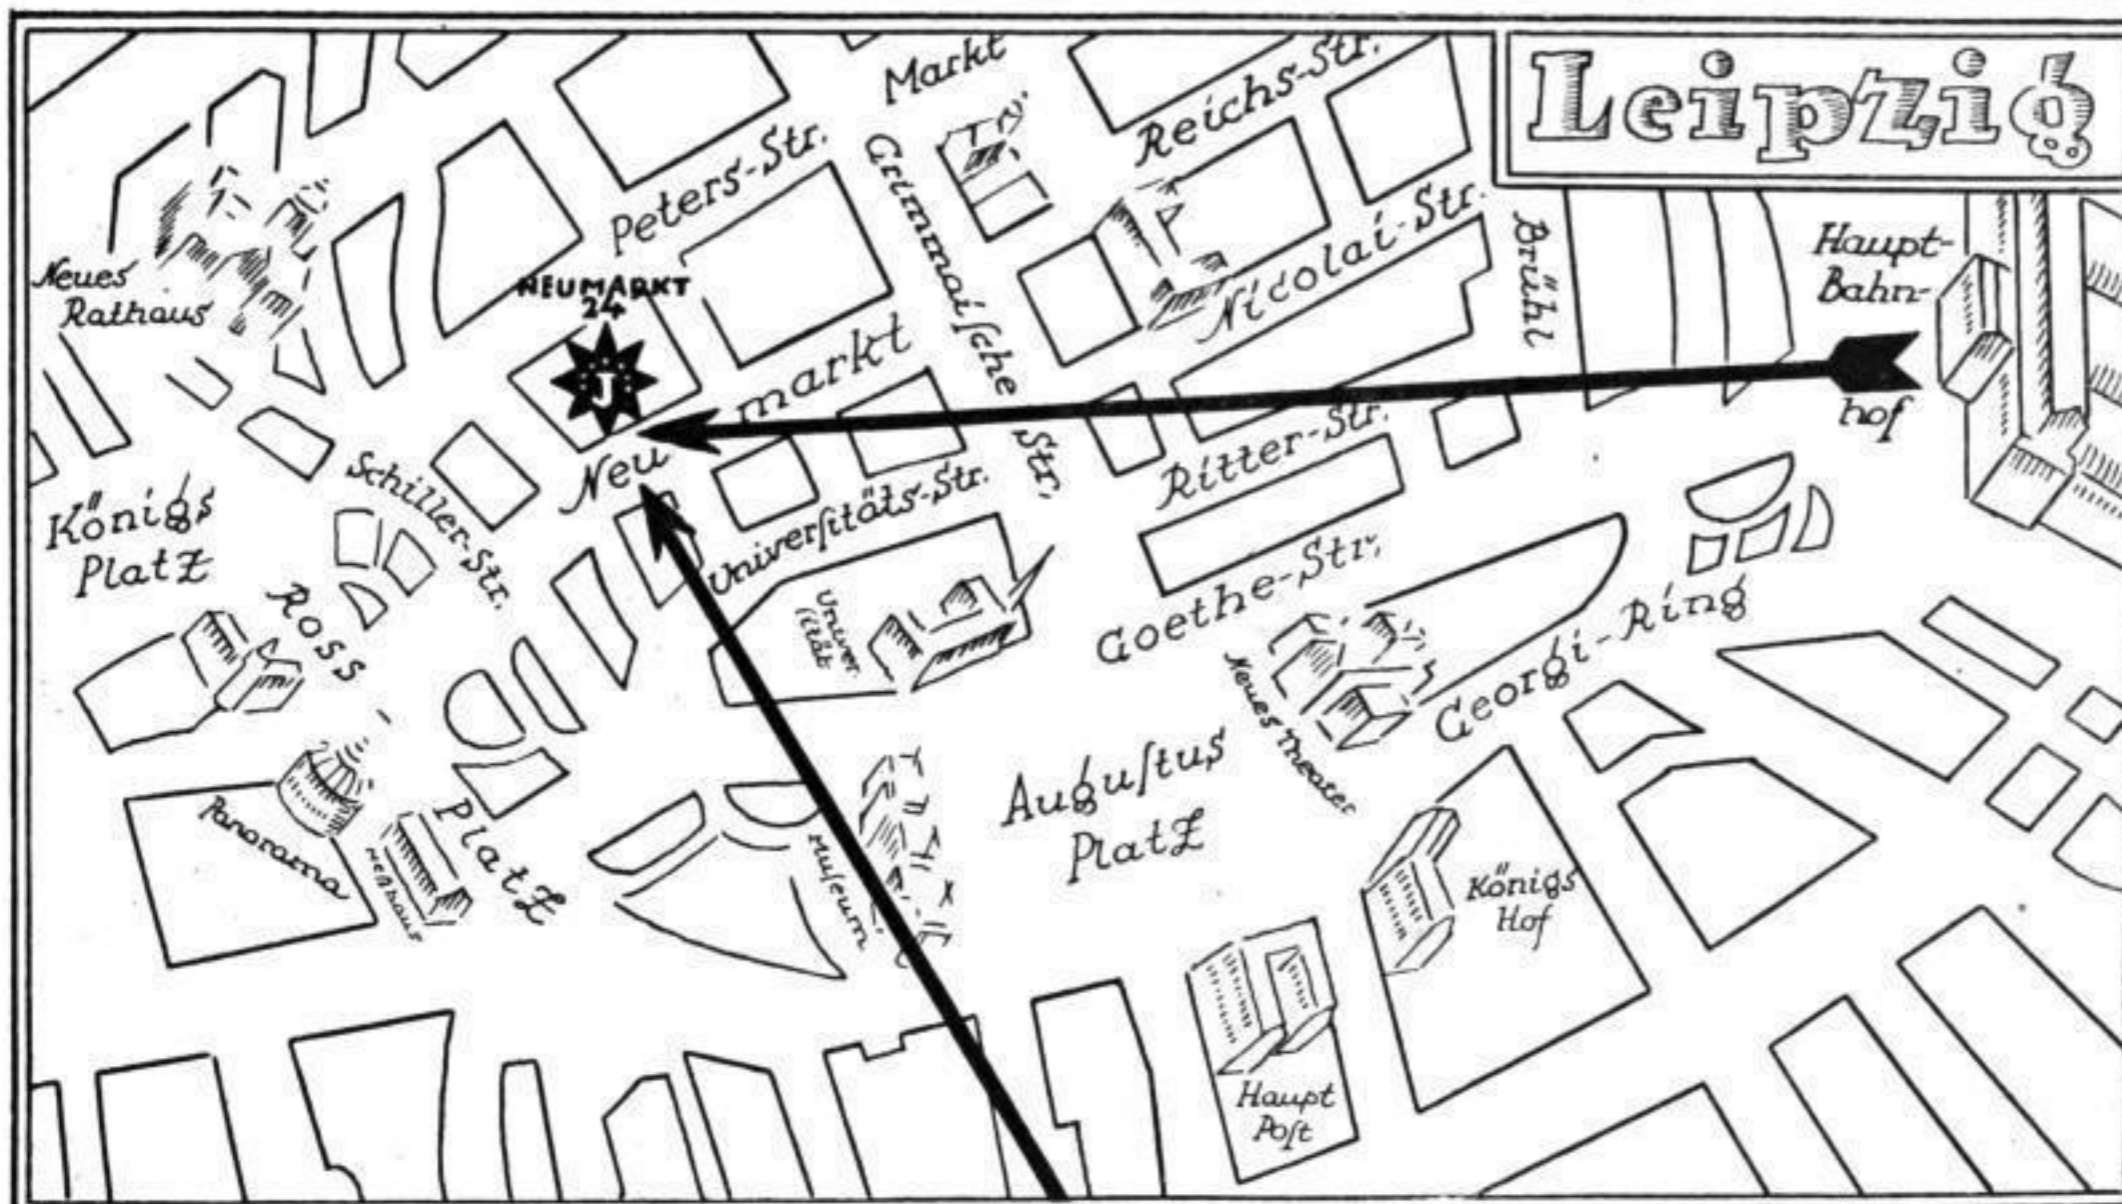 Leipzig
Markt
Reichs-Str.
Peters-Str.
Grimmaiſche Str.
Nicolai-Str.
Brühl
Haupt-
Bahn-
hof
Neues
Rathaus
NEUMARKT
24
J
Neu markt
Ritter-Str.
Schiller-Str.
Univerſitäts-Str.
Königs
Platz
Ross
Platz
Univer
ſität
Goethe-Str.
Georgi-Ring
Neues Theater
Auguſtus
Platz
Panorama
Muſeum
Königs
Hof
Haupt
Poſt